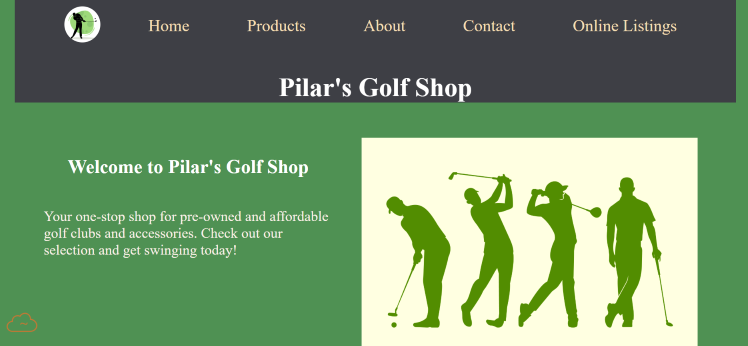 Home Products About Contact Online Listings
Pilar's Golf Shop
Welcome to Pilar's Golf Shop
Your one-stop shop for pre-owned and affordable
golf clubs and accessories. Check out our
selection and get swinging today!